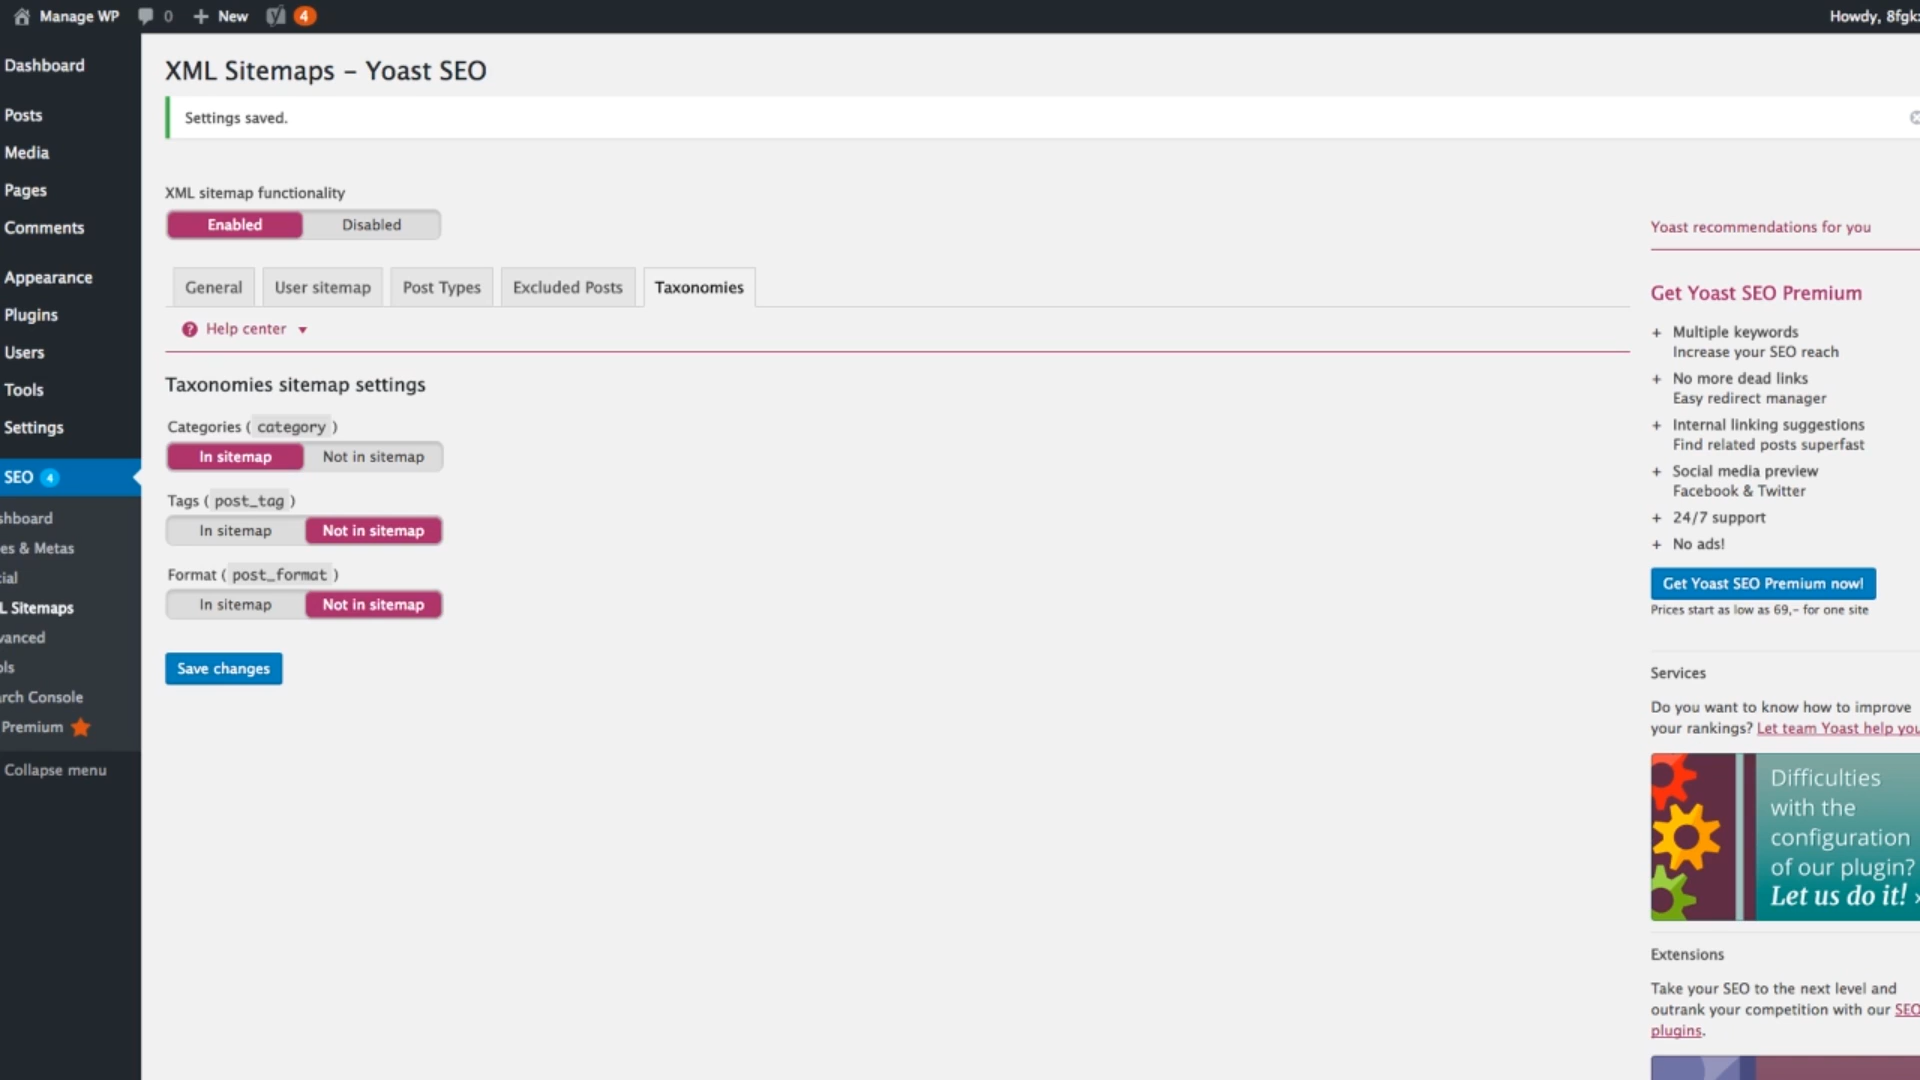 Manage WP 0 New 4
Howdy, 8fgk
Dashboard
Posts
Media
Pages
Comments
Appearance
Plugins
Users
Tools
Settings
SEO 4
shboard
es & Metas
ial
L Sitemaps
vanced
ols
rch Console
Premium
Collapse menu
XML Sitemaps – Yoast SEO
Settings saved.
XML sitemap functionality
Enabled Disabled
General User sitemap Post Types Excluded Posts Taxonomies
? Help center
Taxonomies sitemap settings
Categories ( category )
In sitemap Not in sitemap
Tags ( post_tag )
In sitemap Not in sitemap
Format ( post_format )
In sitemap Not in sitemap
Save changes
Yoast recommendations for you
Get Yoast SEO Premium
+ Multiple keywords
Increase your SEO reach
+ No more dead links
Easy redirect manager
+ Internal linking suggestions
Find related posts superfast
+ Social media preview
Facebook & Twitter
+ 24/7 support
+ No ads!
Get Yoast SEO Premium now!
Prices start as low as 69,- for one site
Services
Do you want to know how to improve
your rankings? Let team Yoast help you
Difficulties
with the
configuration
of our plugin?
Let us do it! »
Extensions
Take your SEO to the next level and
outrank your competition with our SEO
plugins.